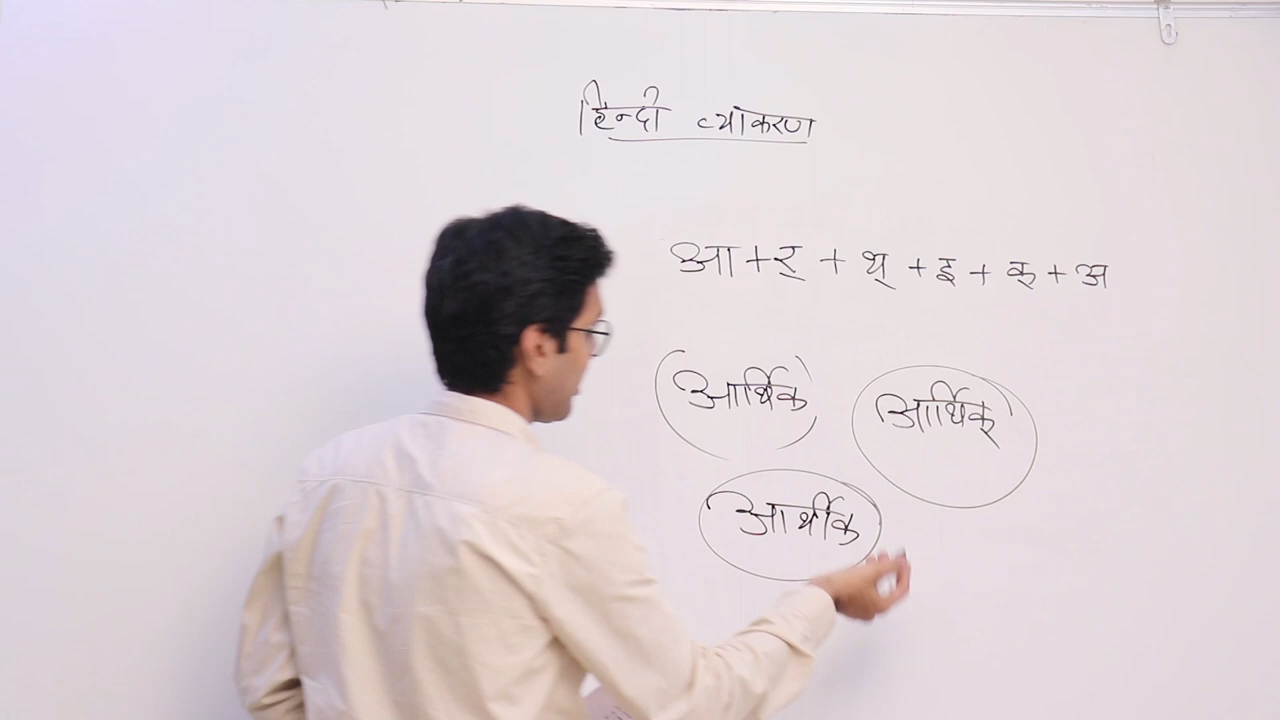 हिन्दी व्याकरण
आ + र् + थ् + इ + क् + अ
आर्थिक आर्थिक्
आर्थीक